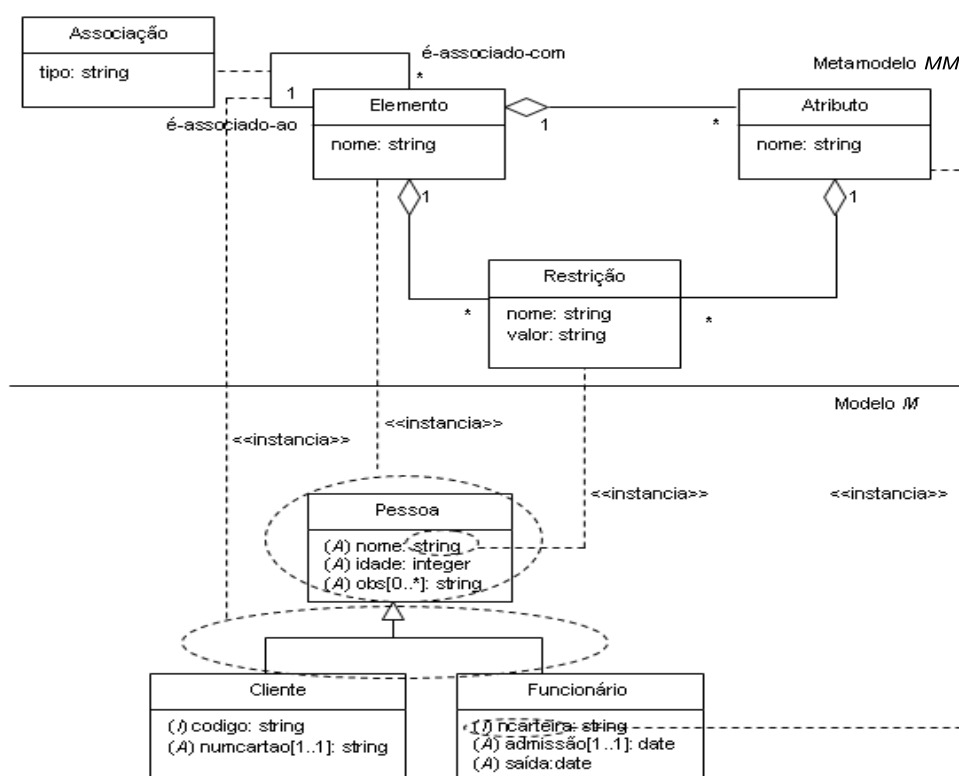 Associação
tipo: string
é-associado-com
*
1
é-associado-ao
Metamodelo MM
Elemento
nome: string
1
*
Atributo
nome: string
1
1
Restrição
nome: string
valor: string
*
*
Modelo M
<<instancia>>
<<instancia>>
<<instancia>>
<<instancia>>
Pessoa
(A) nome: string
(A) idade: integer
(A) obs[0..*]: string
Cliente
(I) codigo: string
(A) numcartao[1..1]: string
Funcionário
(I) ncarteira: string
(A) admissão[1..1]: date
(A) saída:date